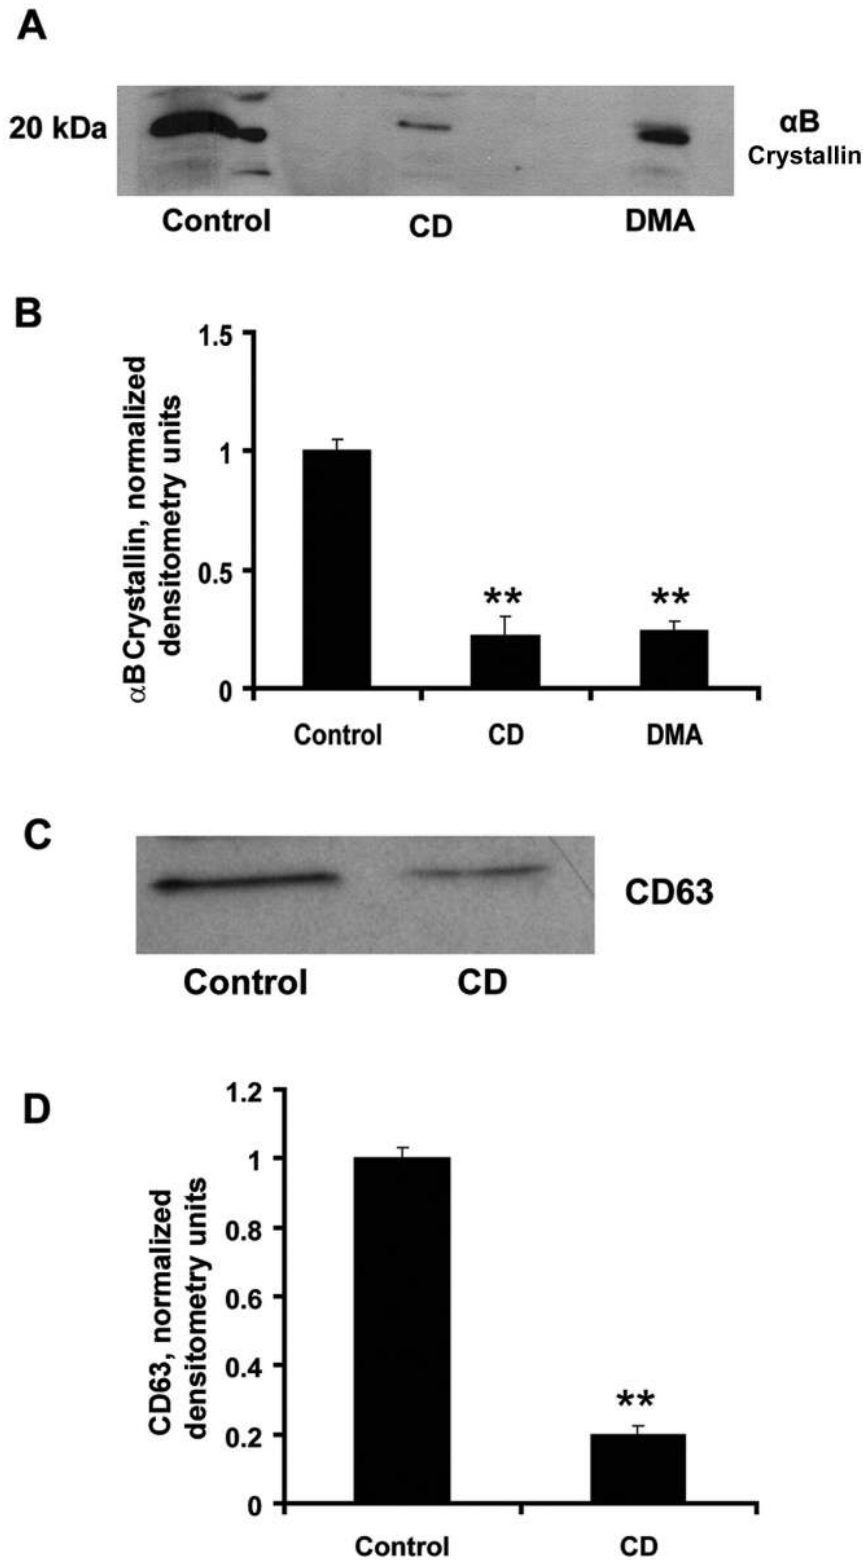 A
20 kDa
αB
Crystallin
Control
CD
DMA
B
αB Crystallin, normalized
densitometry units
1.5
1
0.5
0
**
**
Control
CD
DMA
C
CD63
Control
CD
D
CD63, normalized
densitometry units
1.2
1
0.8
0.6
0.4
0.2
0
**
Control
CD